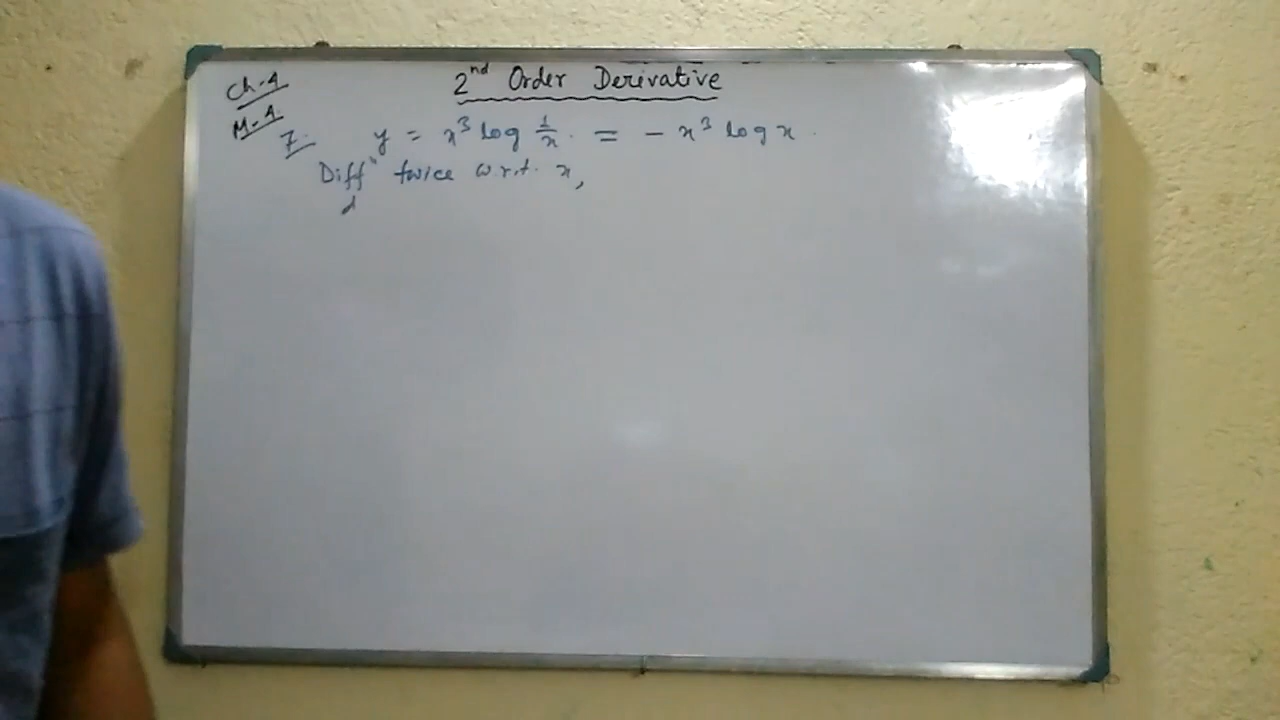 Ch-4
2nd Order Derivative
M-4
7. y = x³ log 1/x = - x³ log x.
Diffⁿ twice w.r.t. x,
d